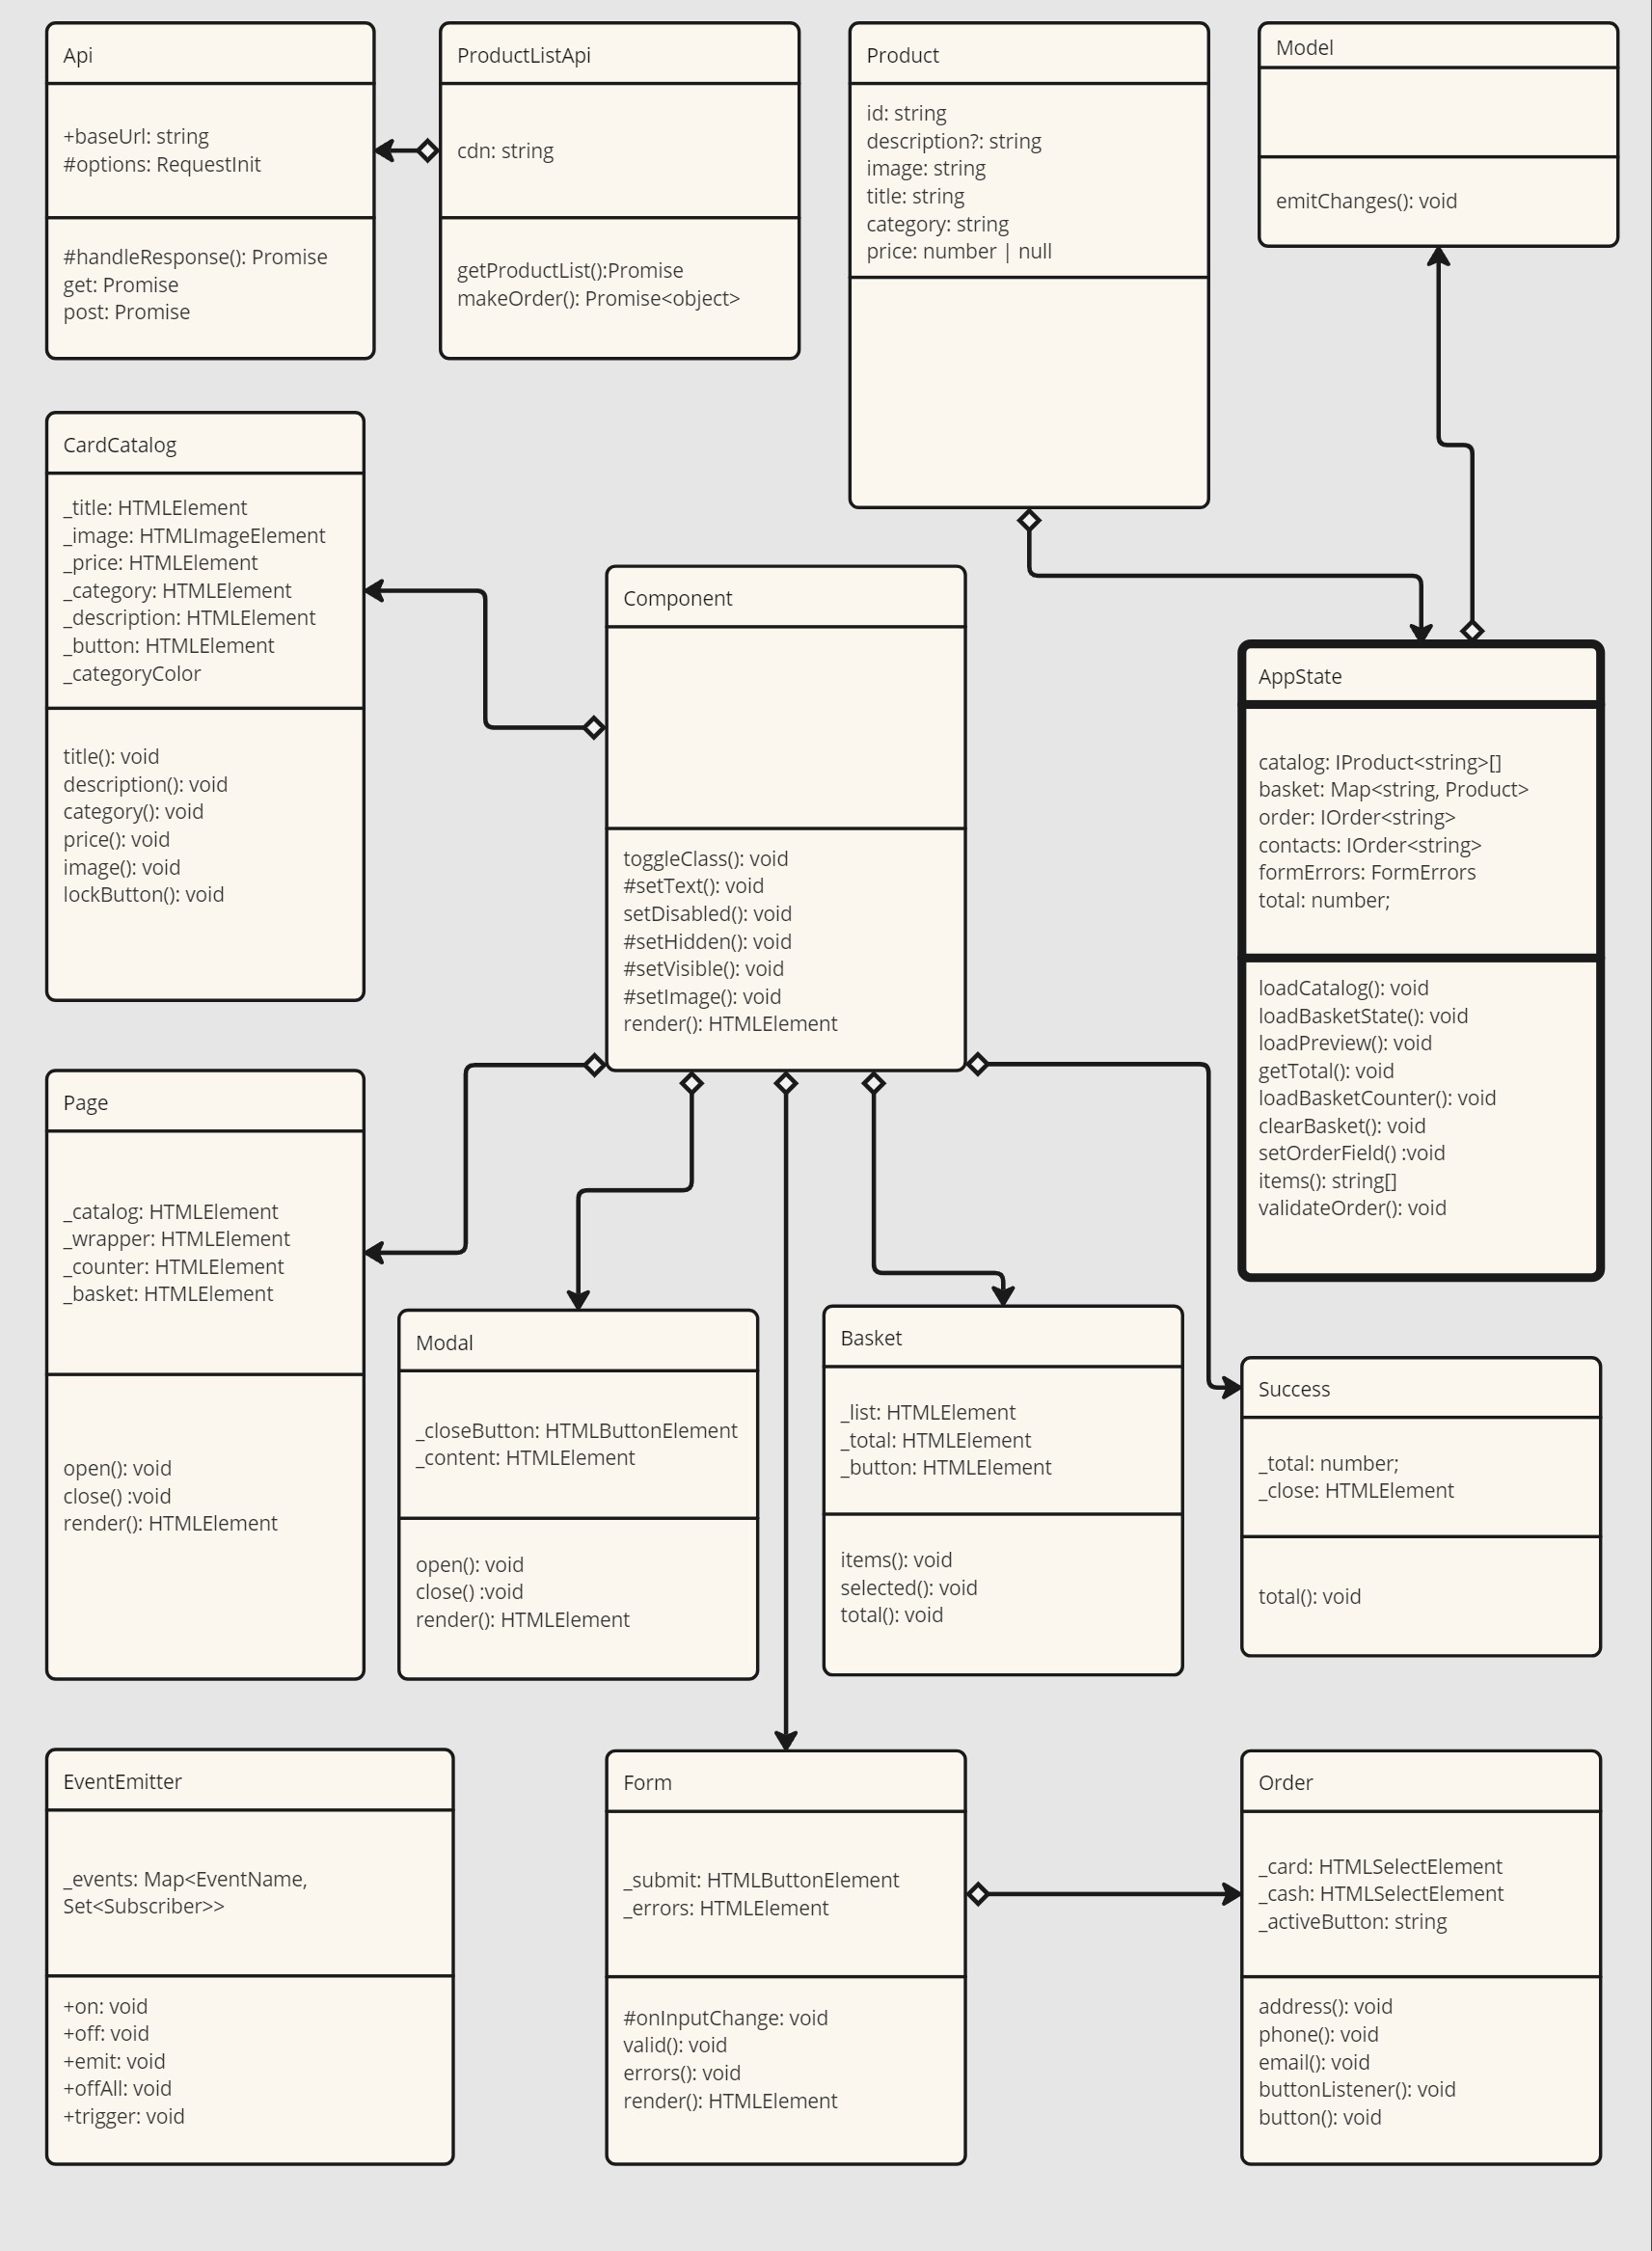 Api
+baseUrl: string
#options: RequestInit
#handleResponse(): Promise
get: Promise
post: Promise
ProductListApi
cdn: string
getProductList():Promise
makeOrder(): Promise<object>
Product
id: string
description?: string
image: string
title: string
category: string
price: number | null
Model
emitChanges(): void
CardCatalog
_title: HTMLElement
_image: HTMLImageElement
_price: HTMLElement
_category: HTMLElement
_description: HTMLElement
_button: HTMLElement
_categoryColor
title(): void
description(): void
category(): void
price(): void
image(): void
lockButton(): void
Component
toggleClass(): void
#setText(): void
setDisabled(): void
#setHidden(): void
#setVisible(): void
#setImage(): void
render(): HTMLElement
AppState
catalog: IProduct<string>[]
basket: Map<string, Product>
order: IOrder<string>
contacts: IOrder<string>
formErrors: FormErrors
total: number;
loadCatalog(): void
loadBasketState(): void
loadPreview(): void
getTotal(): void
loadBasketCounter(): void
clearBasket(): void
setOrderField() :void
items(): string[]
validateOrder(): void
Page
_catalog: HTMLElement
_wrapper: HTMLElement
_counter: HTMLElement
_basket: HTMLElement
open(): void
close() :void
render(): HTMLElement
Modal
_closeButton: HTMLButtonElement
_content: HTMLElement
open(): void
close() :void
render(): HTMLElement
Basket
_list: HTMLElement
_total: HTMLElement
_button: HTMLElement
items(): void
selected(): void
total(): void
Success
_total: number;
_close: HTMLElement
total(): void
EventEmitter
_events: Map<EventName,
Set<Subscriber>>
+on: void
+off: void
+emit: void
+offAll: void
+trigger: void
Form
_submit: HTMLButtonElement
_errors: HTMLElement
#onInputChange: void
valid(): void
errors(): void
render(): HTMLElement
Order
_card: HTMLSelectElement
_cash: HTMLSelectElement
_activeButton: string
address(): void
phone(): void
email(): void
buttonListener(): void
button(): void